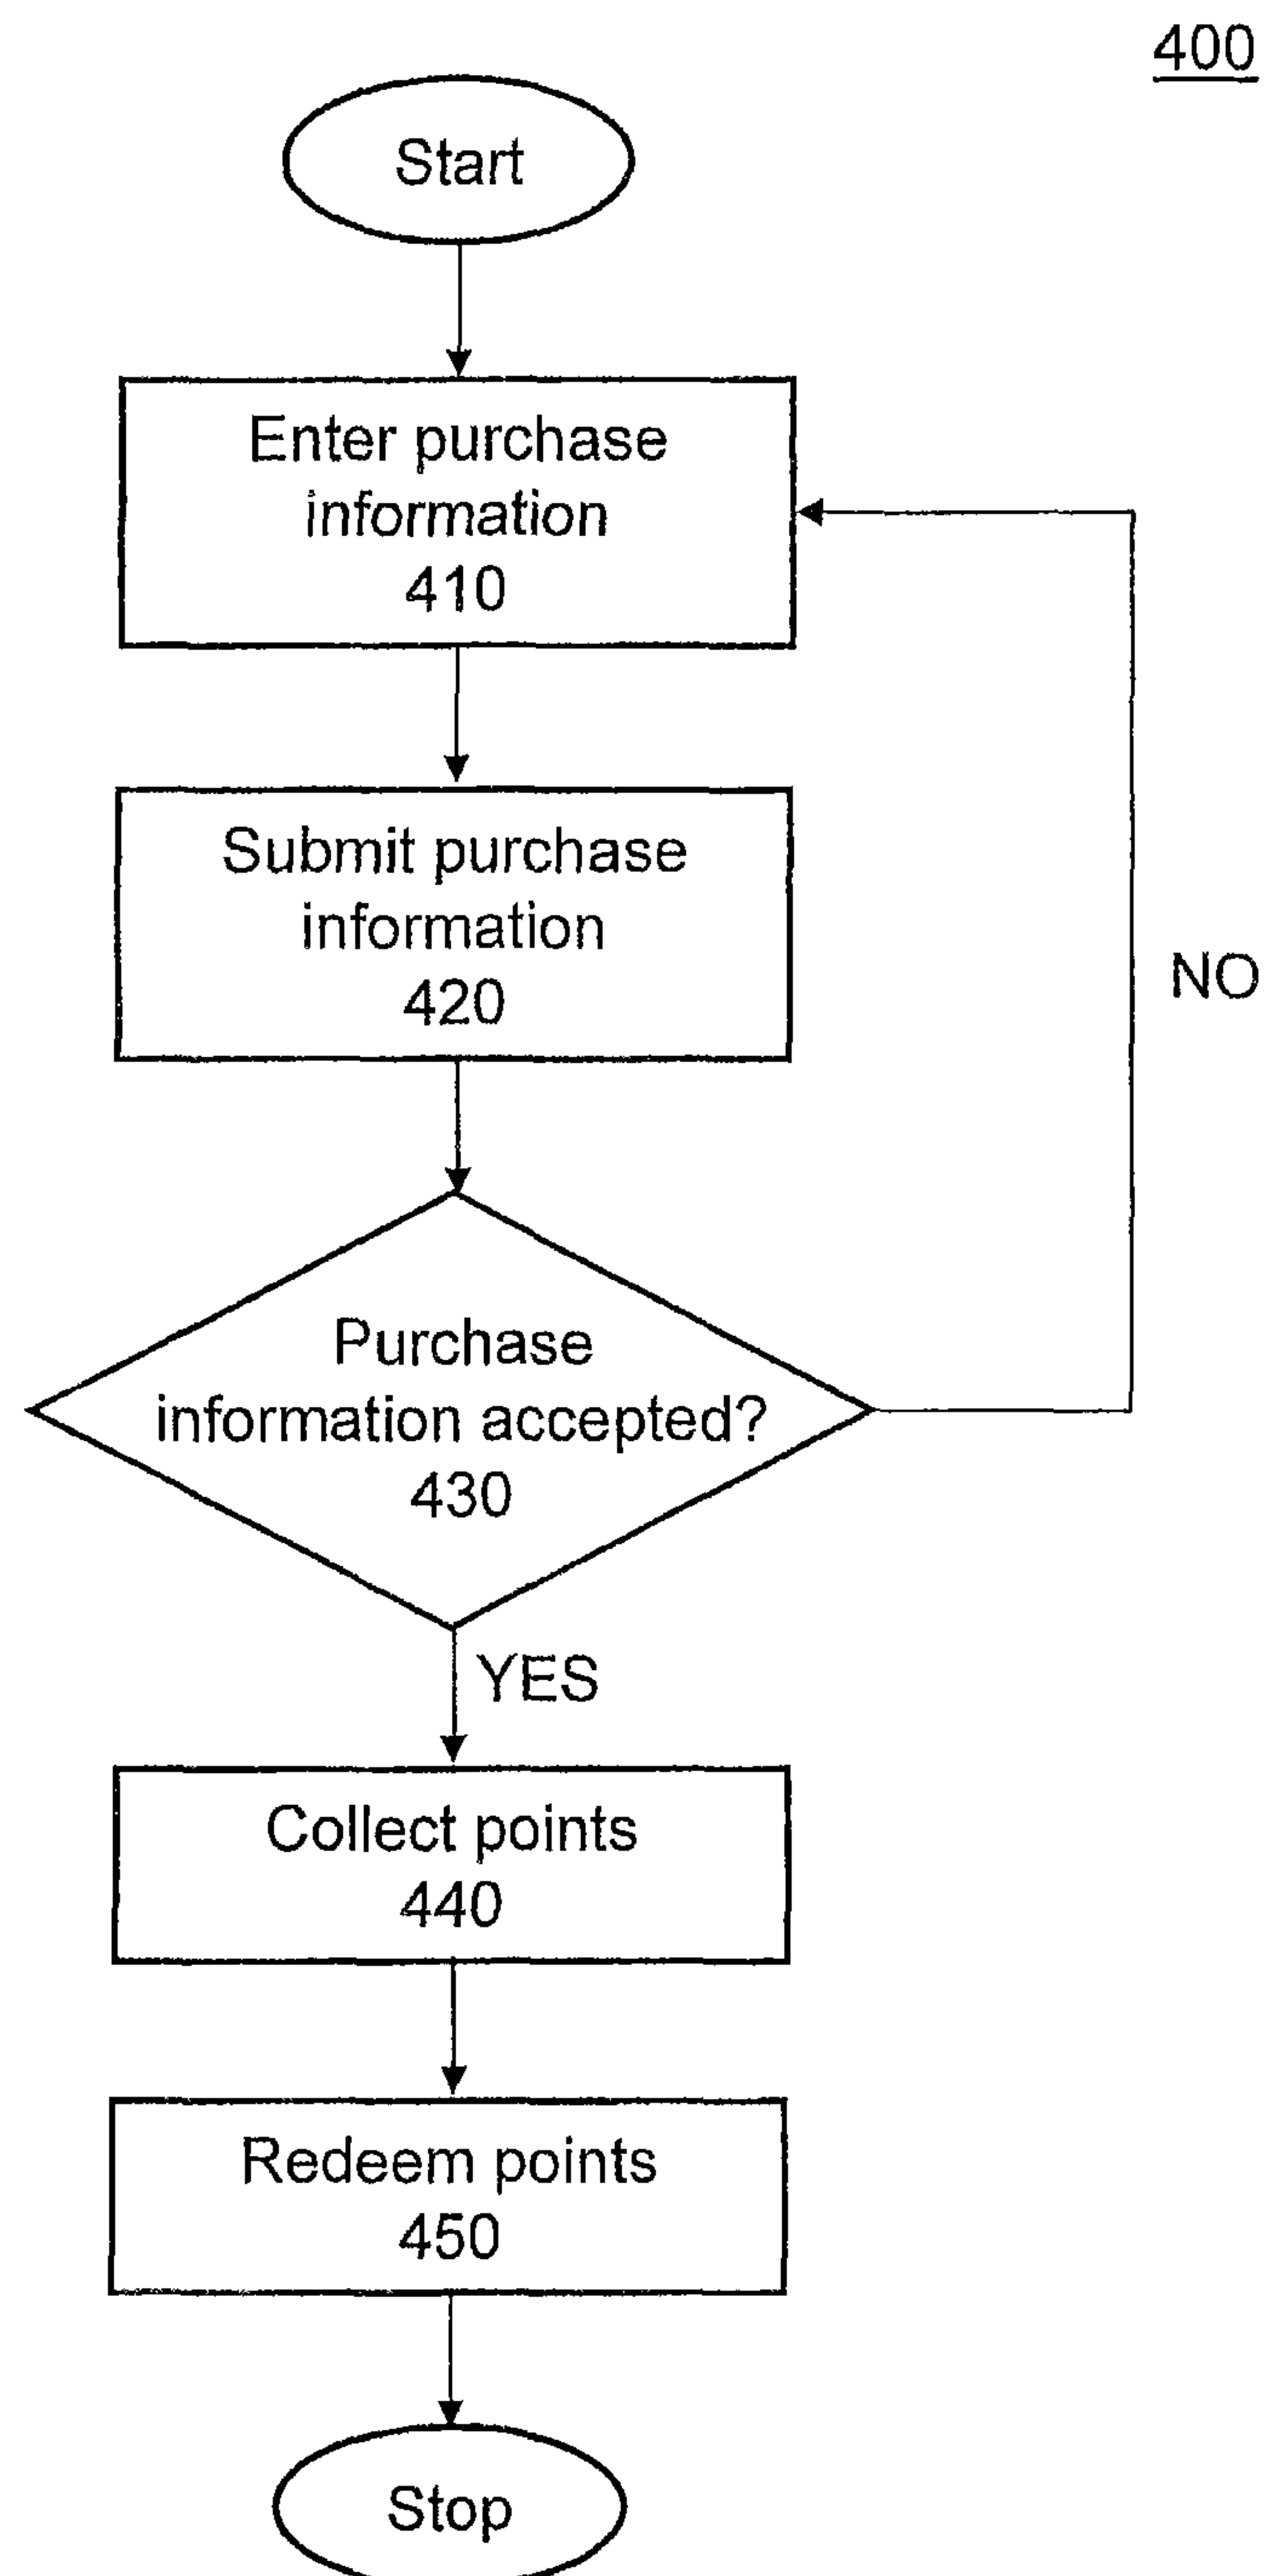 400
Start
Enter purchase
information
410
Submit purchase
information
420
NO
Purchase
information accepted?
430
YES
Collect points
440
Redeem points
450
Stop